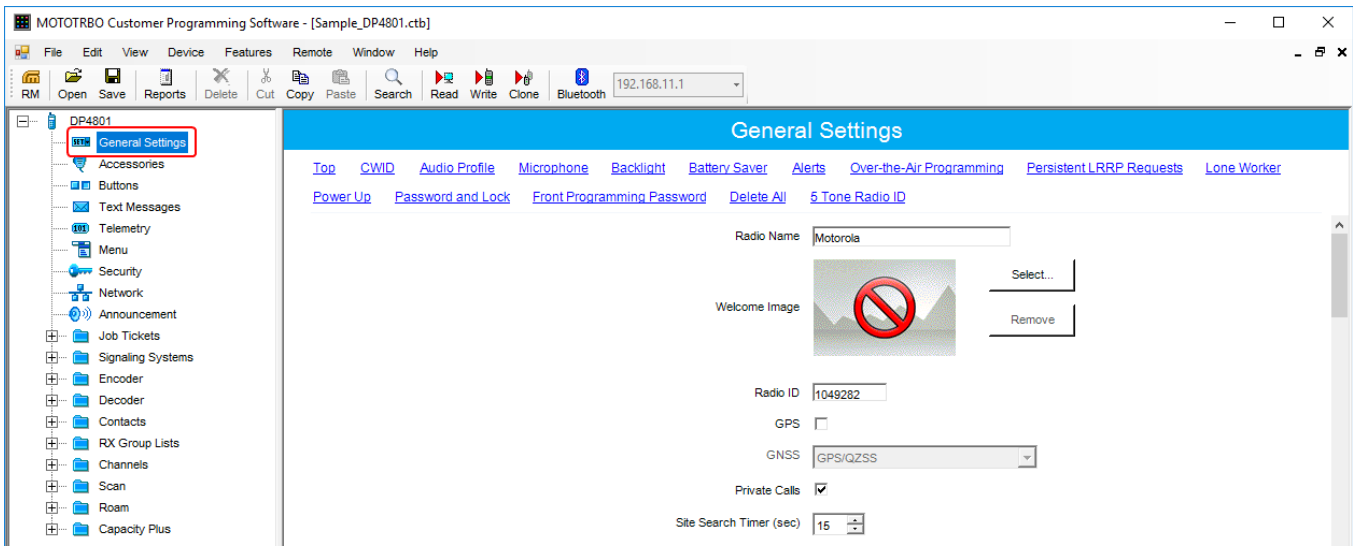 MOTOTRBO Customer Programming Software - [Sample_DP4801.ctb]
File Edit View Device Features Remote Window Help
RM Open Save Reports Delete Cut Copy Paste Search Read Write Clone Bluetooth 192.168.11.1
DP4801
General Settings
Accessories
Buttons
Text Messages
Telemetry
Menu
Security
Network
Announcement
Job Tickets
Signaling Systems
Encoder
Decoder
Contacts
RX Group Lists
Channels
Scan
Roam
Capacity Plus
General Settings
Top CWID Audio Profile Microphone Backlight Battery Saver Alerts Over-the-Air Programming Persistent LRRP Requests Lone Worker
Power Up Password and Lock Front Programming Password Delete All 5 Tone Radio ID
Radio Name Motorola
Select...
Welcome Image
Remove
Radio ID 1049282
GPS
GNSS GPS/QZSS
Private Calls
Site Search Timer (sec) 15